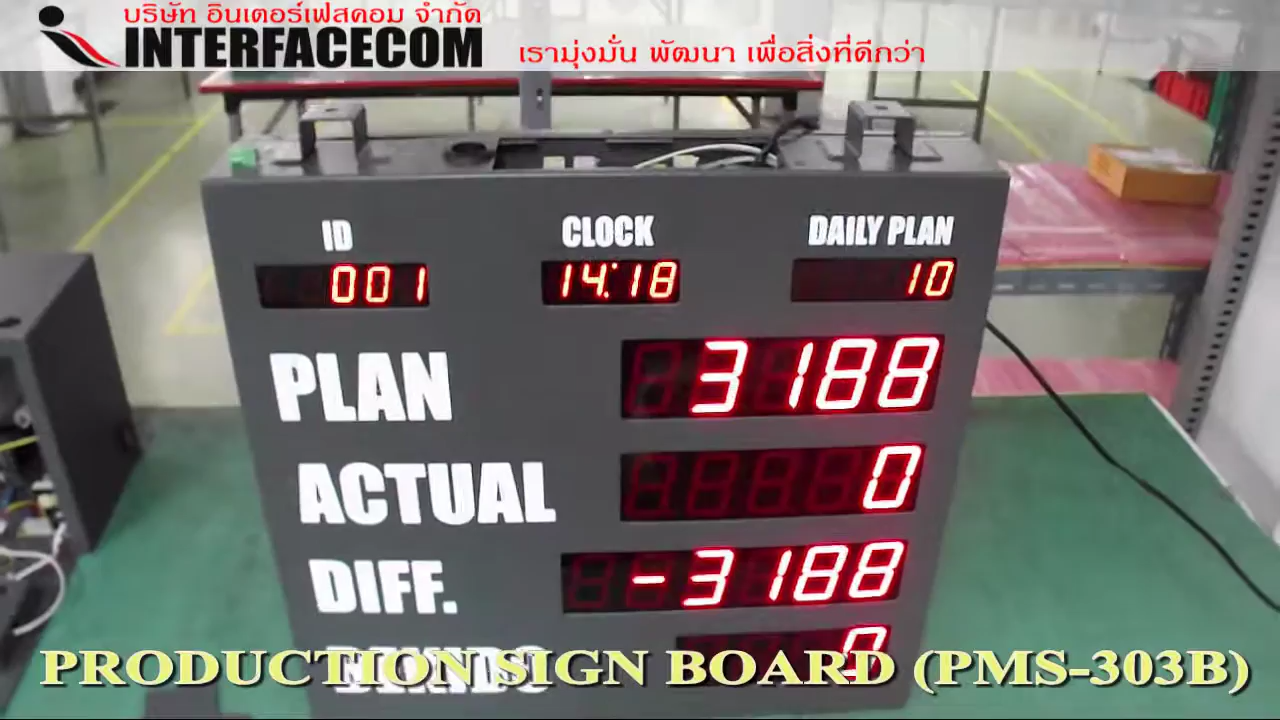 บริษัท อินเตอร์เฟสคอม จำกัด
INTERFACECOM
เรามุ่งมั่น พัฒนา เพื่อสิ่งที่ดีกว่า
ID CLOCK DAILY PLAN
001 14:18 10
PLAN 3188
ACTUAL 0
DIFF. -3188
0
PRODUCTION SIGN BOARD (PMS-303B)